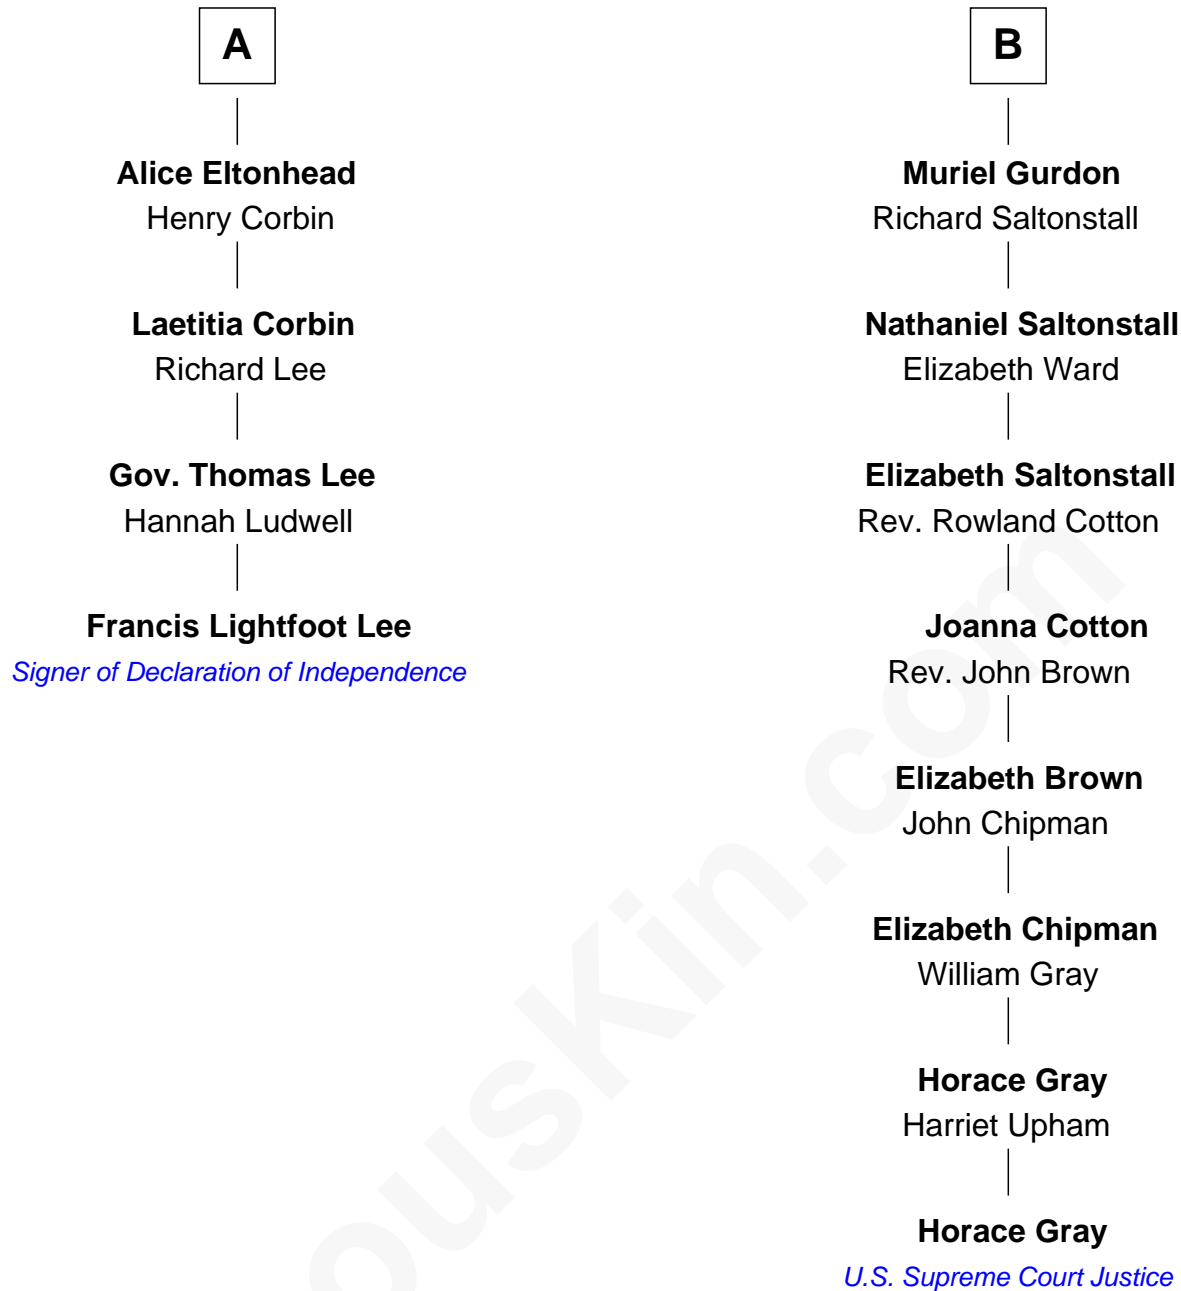 A
Alice Eltonhead
Henry Corbin
Laetitia Corbin
Richard Lee
Gov. Thomas Lee
Hannah Ludwell
Francis Lightfoot Lee
Signer of Declaration of Independence
B
Muriel Gurdon
Richard Saltonstall
Nathaniel Saltonstall
Elizabeth Ward
Elizabeth Saltonstall
Rev. Rowland Cotton
Joanna Cotton
Rev. John Brown
Elizabeth Brown
John Chipman
Elizabeth Chipman
William Gray
Horace Gray
Harriet Upham
Horace Gray
U.S. Supreme Court Justice
ousKin.com